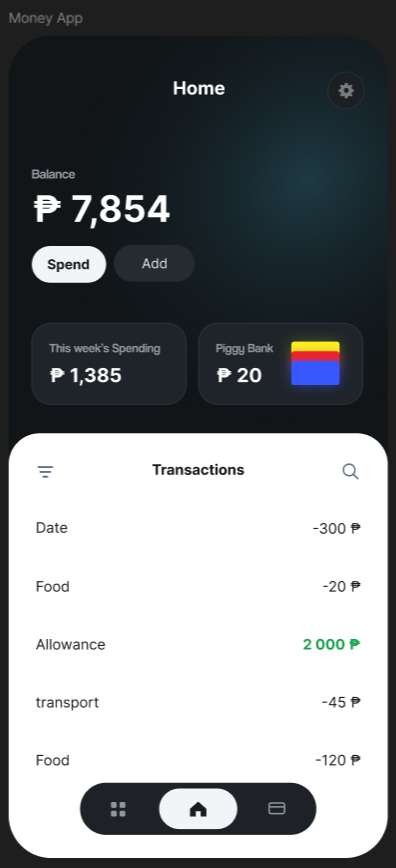 Money App
Home
Balance
₱ 7,854
Spend
Add
This week's Spending
₱ 1,385
Piggy Bank
₱ 20
Transactions
Date -300 ₱
Food -20 ₱
Allowance 2 000 ₱
transport -45 ₱
Food -120 ₱